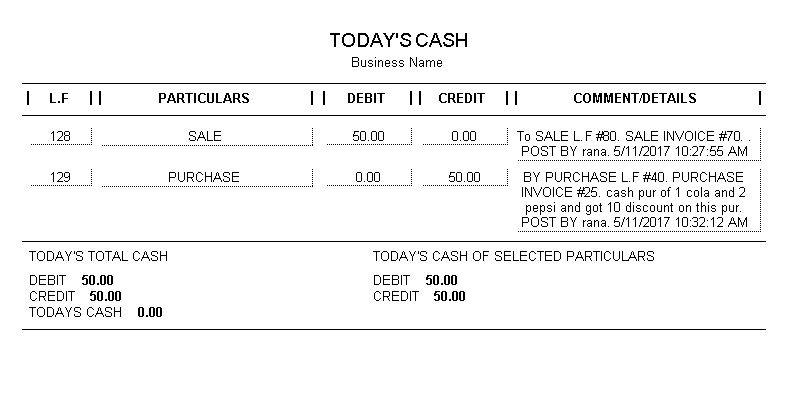 TODAY'S CASH
Business Name
L.F PARTICULARS DEBIT CREDIT COMMENT/DETAILS
128 SALE 50.00 0.00 To SALE L.F #80. SALE INVOICE #70. .
POST BY rana. 5/11/2017 10:27:55 AM
129 PURCHASE 0.00 50.00 BY PURCHASE L.F #40. PURCHASE
INVOICE #25. cash pur of 1 cola and 2
pepsi and got 10 discount on this pur.
POST BY rana. 5/11/2017 10:32:12 AM
TODAY'S TOTAL CASH TODAY'S CASH OF SELECTED PARTICULARS
DEBIT 50.00 DEBIT 50.00
CREDIT 50.00 CREDIT 50.00
TODAYS CASH 0.00